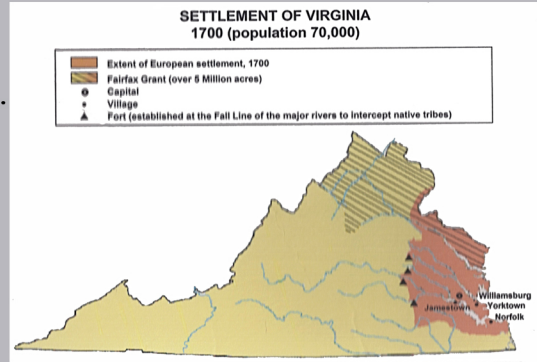 SETTLEMENT OF VIRGINIA
1700 (population 70,000)
Extent of European settlement, 1700
Fairfax Grant (over 5 Million acres)
Capital
Village
Fort (established at the Fall Line of the major rivers to intercept native tribes)
Williamsburg
Jamestown
Yorktown
Norfolk